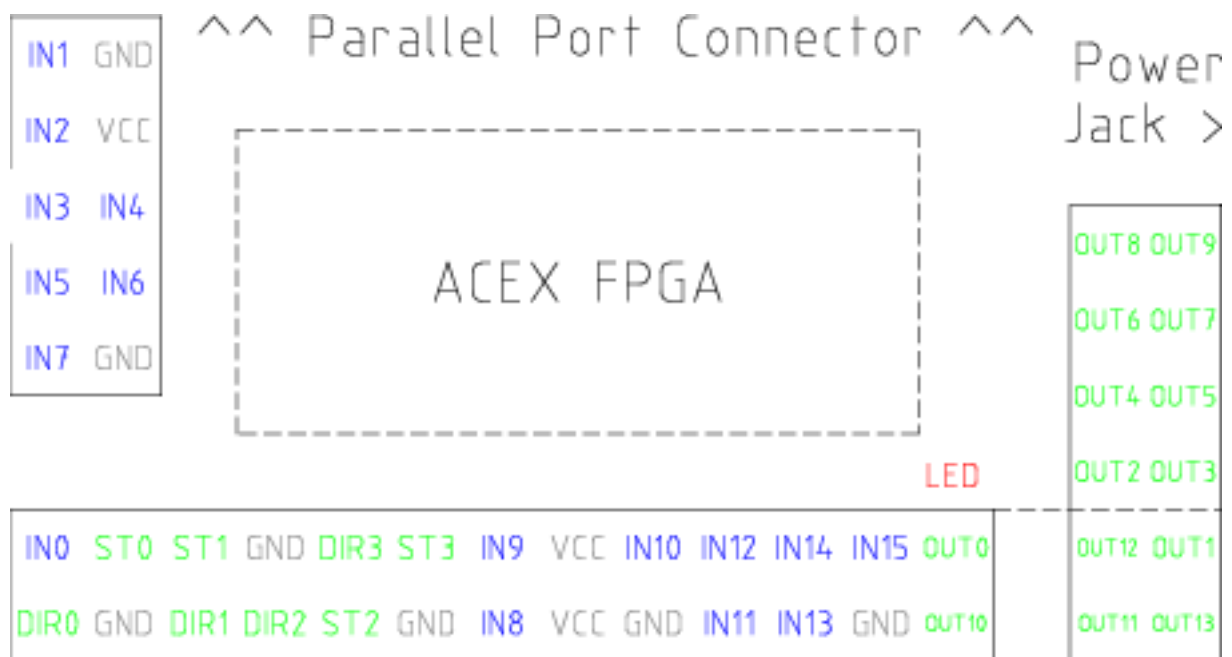 ^^ Parallel Port Connector ^^
Power
Jack >
IN1 GND
IN2 VCC
IN3 IN4
IN5 IN6
IN7 GND
ACEX FPGA
OUT8 OUT9
OUT6 OUT7
OUT4 OUT5
OUT2 OUT3
LED
IN0 ST0 ST1 GND DIR3 ST3 IN9 VCC IN10 IN12 IN14 IN15 OUT0
OUT12 OUT1
DIR0 GND DIR1 DIR2 ST2 GND IN8 VCC GND IN11 IN13 GND OUT10
OUT11 OUT13